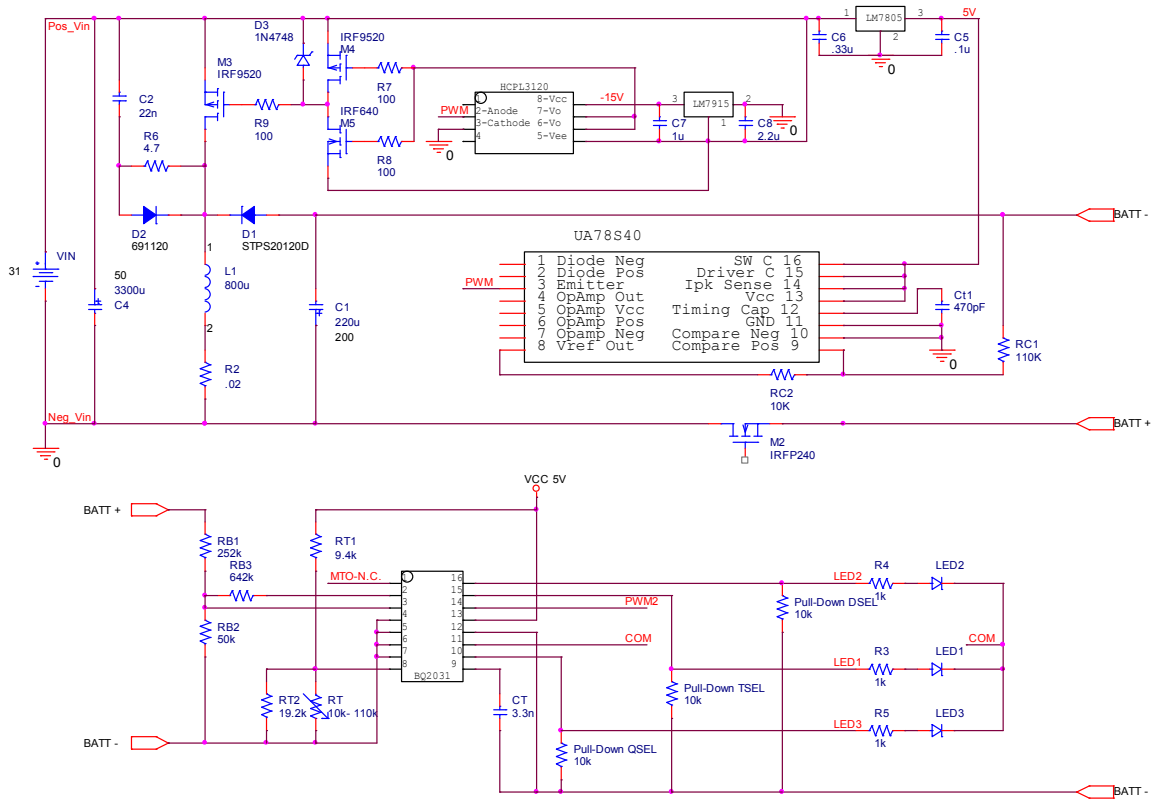 Pos_Vin
D3
1N4748
IRF9520
M4
M3
IRF9520
C2
22n
R9
100
R7
100
IRF640
M5
R8
100
R6
4.7
HCPL3120
8-Vcc
2-Anode 7-Vo
3-Cathode 6-Vo
4 5-Vee
PWM
0
-15V
3 LM7915 2
1
C7
1u
C8
2.2u
0
1 LM7805 3
2
5V
C6
.33u
C5
.1u
0
D2
691120
D1
STPS20120D
BATT -
31
VIN
50
3300u
C4
1
L1
800u
2
C1
220u
200
R2
.02
UA78S40
1 Diode Neg SW C 16
2 Diode Pos Driver C 15
3 Emitter Ipk Sense 14
4 OpAmp Out Vcc 13
5 OpAmp Vcc Timing Cap 12
6 OpAmp Pos GND 11
7 Opamp Neg Compare Neg 10
8 Vref Out Compare Pos 9
PWM
Ct1
470pF
0
RC1
110K
RC2
10K
Neg_Vin
0
M2
IRFP240
BATT +
VCC 5V
BATT +
RB1
252k
RB3
642k
RB2
50k
RT1
9.4k
MTO-N.C.
1 16
2 15
3 14
4 13
5 12
6 11
7 10
8 9
BQ2031
PWM2
COM
RT2
19.2k
RT
10k- 110k
CT
3.3n
BATT -
Pull-Down DSEL
10k
Pull-Down TSEL
10k
Pull-Down QSEL
10k
LED2
R4
1k
LED2
COM
LED1
R3
1k
LED1
LED3
R5
1k
LED3
BATT -